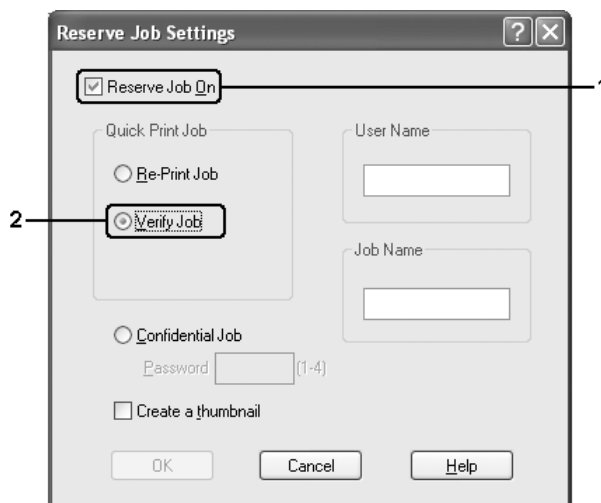 Reserve Job Settings
Reserve Job On
1
Quick Print Job
User Name
Re-Print Job
2
Verify Job
Job Name
Confidential Job
Password
(1-4)
Create a thumbnail
OK
Cancel
Help